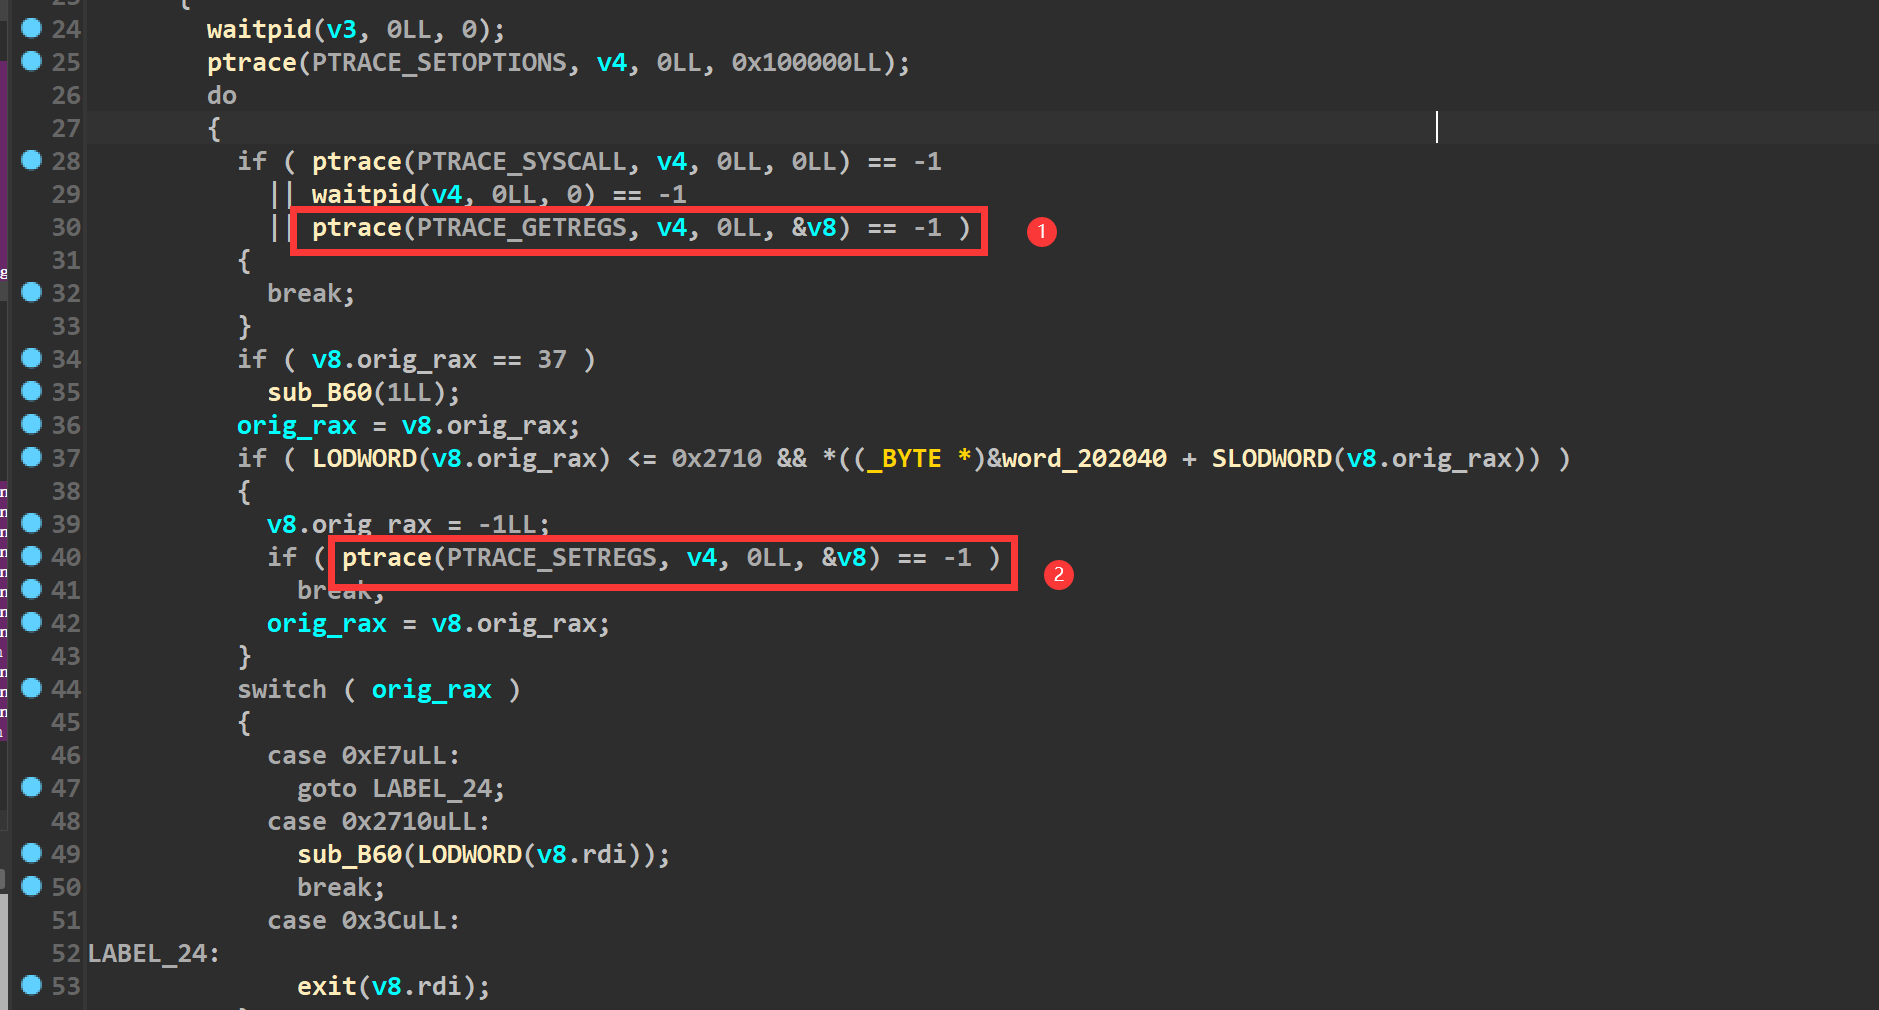 24 waitpid(v3, 0LL, 0);
25 ptrace(PTRACE_SETOPTIONS, v4, 0LL, 0x100000LL);
26 do
27 {
28 if ( ptrace(PTRACE_SYSCALL, v4, 0LL, 0LL) == -1
29 || waitpid(v4, 0LL, 0) == -1
30 || ptrace(PTRACE_GETREGS, v4, 0LL, &v8) == -1 ) 1
31 {
32 break;
33 }
34 if ( v8.orig_rax == 37 )
35 sub_B60(1LL);
36 orig_rax = v8.orig_rax;
37 if ( LODWORD(v8.orig_rax) <= 0x2710 && *((_BYTE *)&word_202040 + SLODWORD(v8.orig_rax)) )
38 {
39 v8.orig_rax = -1LL;
40 if ( ptrace(PTRACE_SETREGS, v4, 0LL, &v8) == -1 ) 2
41 break;
42 orig_rax = v8.orig_rax;
43 }
44 switch ( orig_rax )
45 {
46 case 0xE7uLL:
47 goto LABEL_24;
48 case 0x2710uLL:
49 sub_B60(LODWORD(v8.rdi));
50 break;
51 case 0x3CuLL:
52 LABEL_24:
53 exit(v8.rdi);